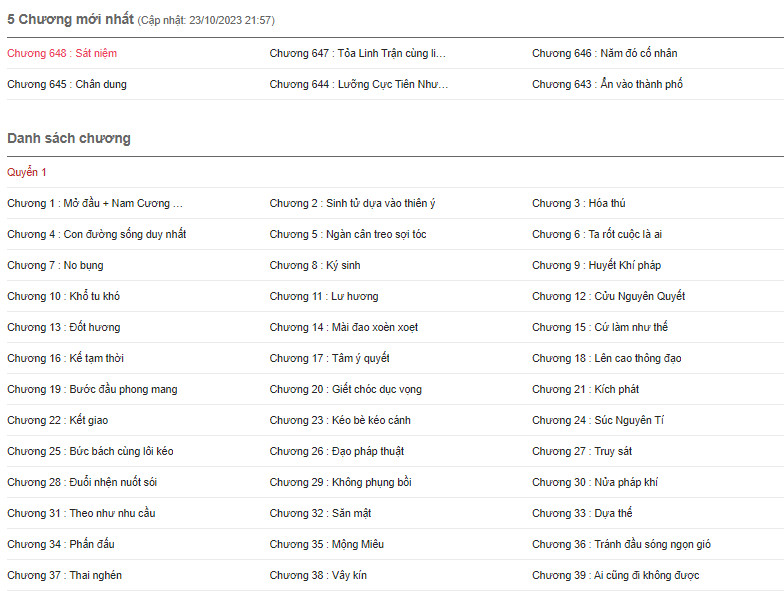 5 Chương mới nhất (Cập nhật: 23/10/2023 21:57)
Chương 648 : Sát niệm Chương 647 : Tỏa Linh Trận cùng li… Chương 646 : Năm đó cố nhân
Chương 645 : Chân dung Chương 644 : Lưỡng Cực Tiên Như… Chương 643 : Ẩn vào thành phố
Danh sách chương
Quyển 1
Chương 1 : Mở đầu + Nam Cương … Chương 2 : Sinh tử dựa vào thiên ý Chương 3 : Hóa thú
Chương 4 : Con đường sống duy nhất Chương 5 : Ngàn cân treo sợi tóc Chương 6 : Ta rốt cuộc là ai
Chương 7 : No bụng Chương 8 : Ký sinh Chương 9 : Huyết Khí pháp
Chương 10 : Khổ tu khó Chương 11 : Lư hương Chương 12 : Cửu Nguyên Quyết
Chương 13 : Đốt hương Chương 14 : Mài đao xoèn xoẹt Chương 15 : Cứ làm như thế
Chương 16 : Kế tạm thời Chương 17 : Tâm ý quyết Chương 18 : Lên cao thông đạo
Chương 19 : Bước đầu phong mang Chương 20 : Giết chóc dục vọng Chương 21 : Kích phát
Chương 22 : Kết giao Chương 23 : Kéo bè kéo cánh Chương 24 : Súc Nguyên Tí
Chương 25 : Bức bách cùng lôi kéo Chương 26 : Đạo pháp thuật Chương 27 : Truy sát
Chương 28 : Đuổi nhện nuốt sói Chương 29 : Không phụng bồi Chương 30 : Nửa pháp khí
Chương 31 : Theo như nhu cầu Chương 32 : Săn mật Chương 33 : Dựa thế
Chương 34 : Phấn đấu Chương 35 : Mộng Miêu Chương 36 : Tránh đầu sóng ngọn gió
Chương 37 : Thai nghén Chương 38 : Vây kín Chương 39 : Ai cũng đi không được